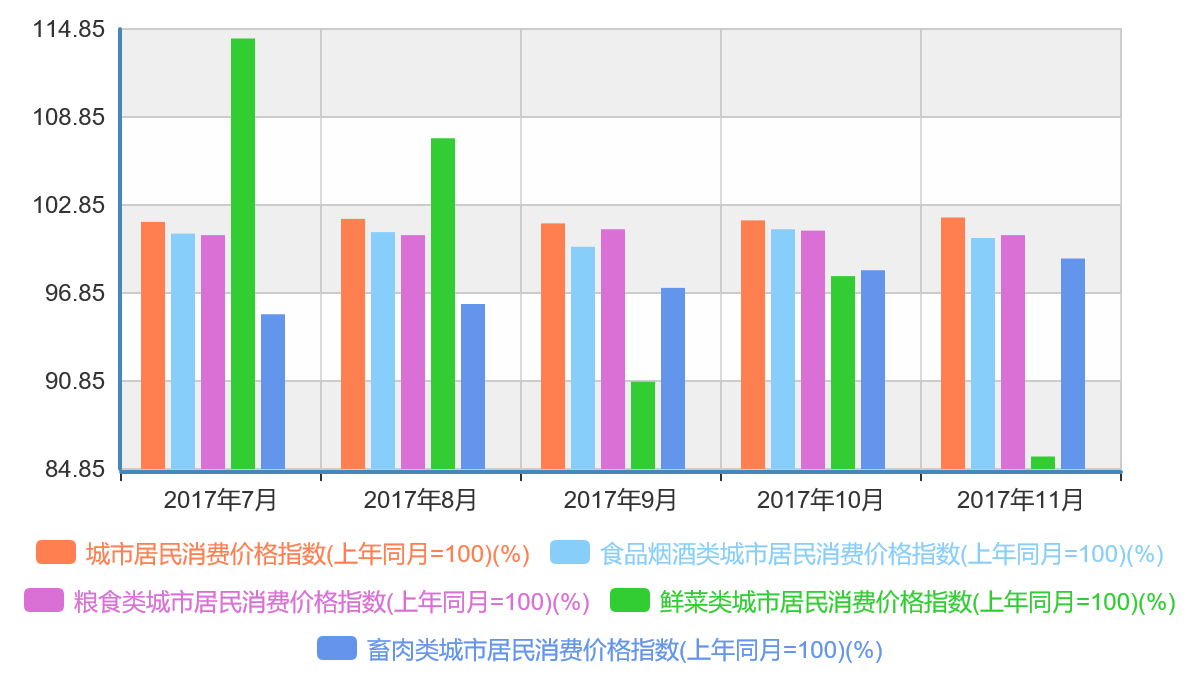 114.85
108.85
102.85
96.85
90.85
84.85
2017年7月 2017年8月 2017年9月 2017年10月 2017年11月
城市居民消费价格指数(上年同月=100)(%) 食品烟酒类城市居民消费价格指数(上年同月=100)(%)
粮食类城市居民消费价格指数(上年同月=100)(%) 鲜菜类城市居民消费价格指数(上年同月=100)(%)
畜肉类城市居民消费价格指数(上年同月=100)(%)